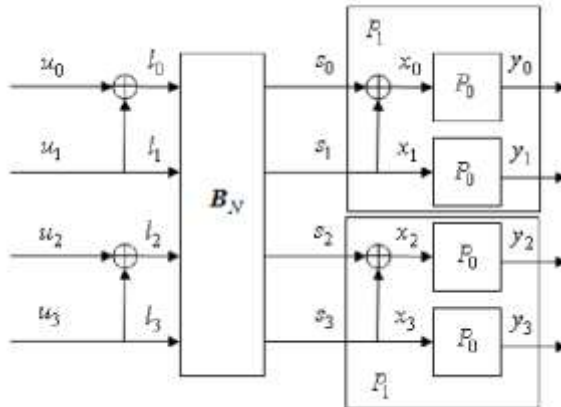 P₁
u₀ l₀ s₀ x₀ P₀ y₀
u₁ l₁ s₁ x₁ P₀ y₁
B_N
u₂ l₂ s₂ x₂ P₀ y₂
u₃ l₃ s₃ x₃ P₀ y₃
P₁